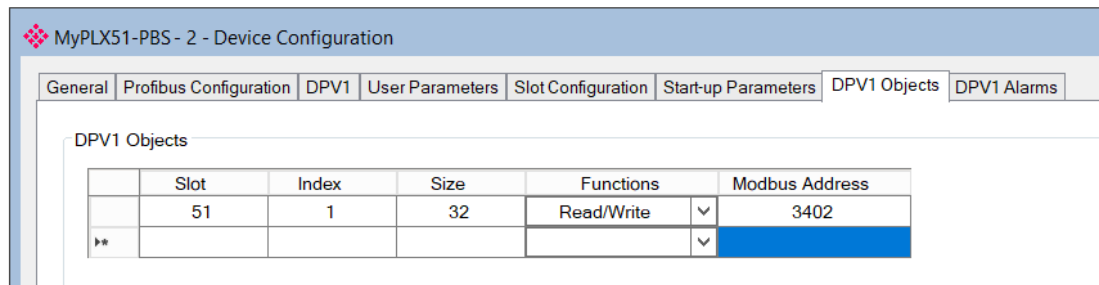 MyPLX51-PBS - 2 - Device Configuration
General Profibus Configuration DPV1 User Parameters Slot Configuration Start-up Parameters DPV1 Objects DPV1 Alarms
DPV1 Objects
Slot Index Size Functions Modbus Address
51 1 32 Read/Write 3402